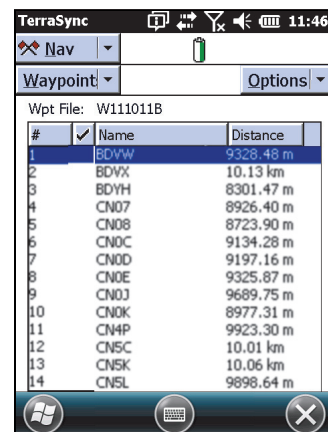 TerraSync 11:46
Nav
Waypoint Options
Wpt File: W111011B
# Name Distance
1 BDVW 9328.48 m
2 BDVX 10.13 km
3 BDYH 8301.47 m
4 CN07 8926.40 m
5 CN08 8723.90 m
6 CN0C 9134.28 m
7 CN0D 9197.16 m
8 CN0E 9325.87 m
9 CN0J 9689.75 m
10 CN0K 8977.31 m
11 CN4P 9923.30 m
12 CN5C 10.01 km
13 CN5K 10.06 km
14 CN5L 9898.64 m